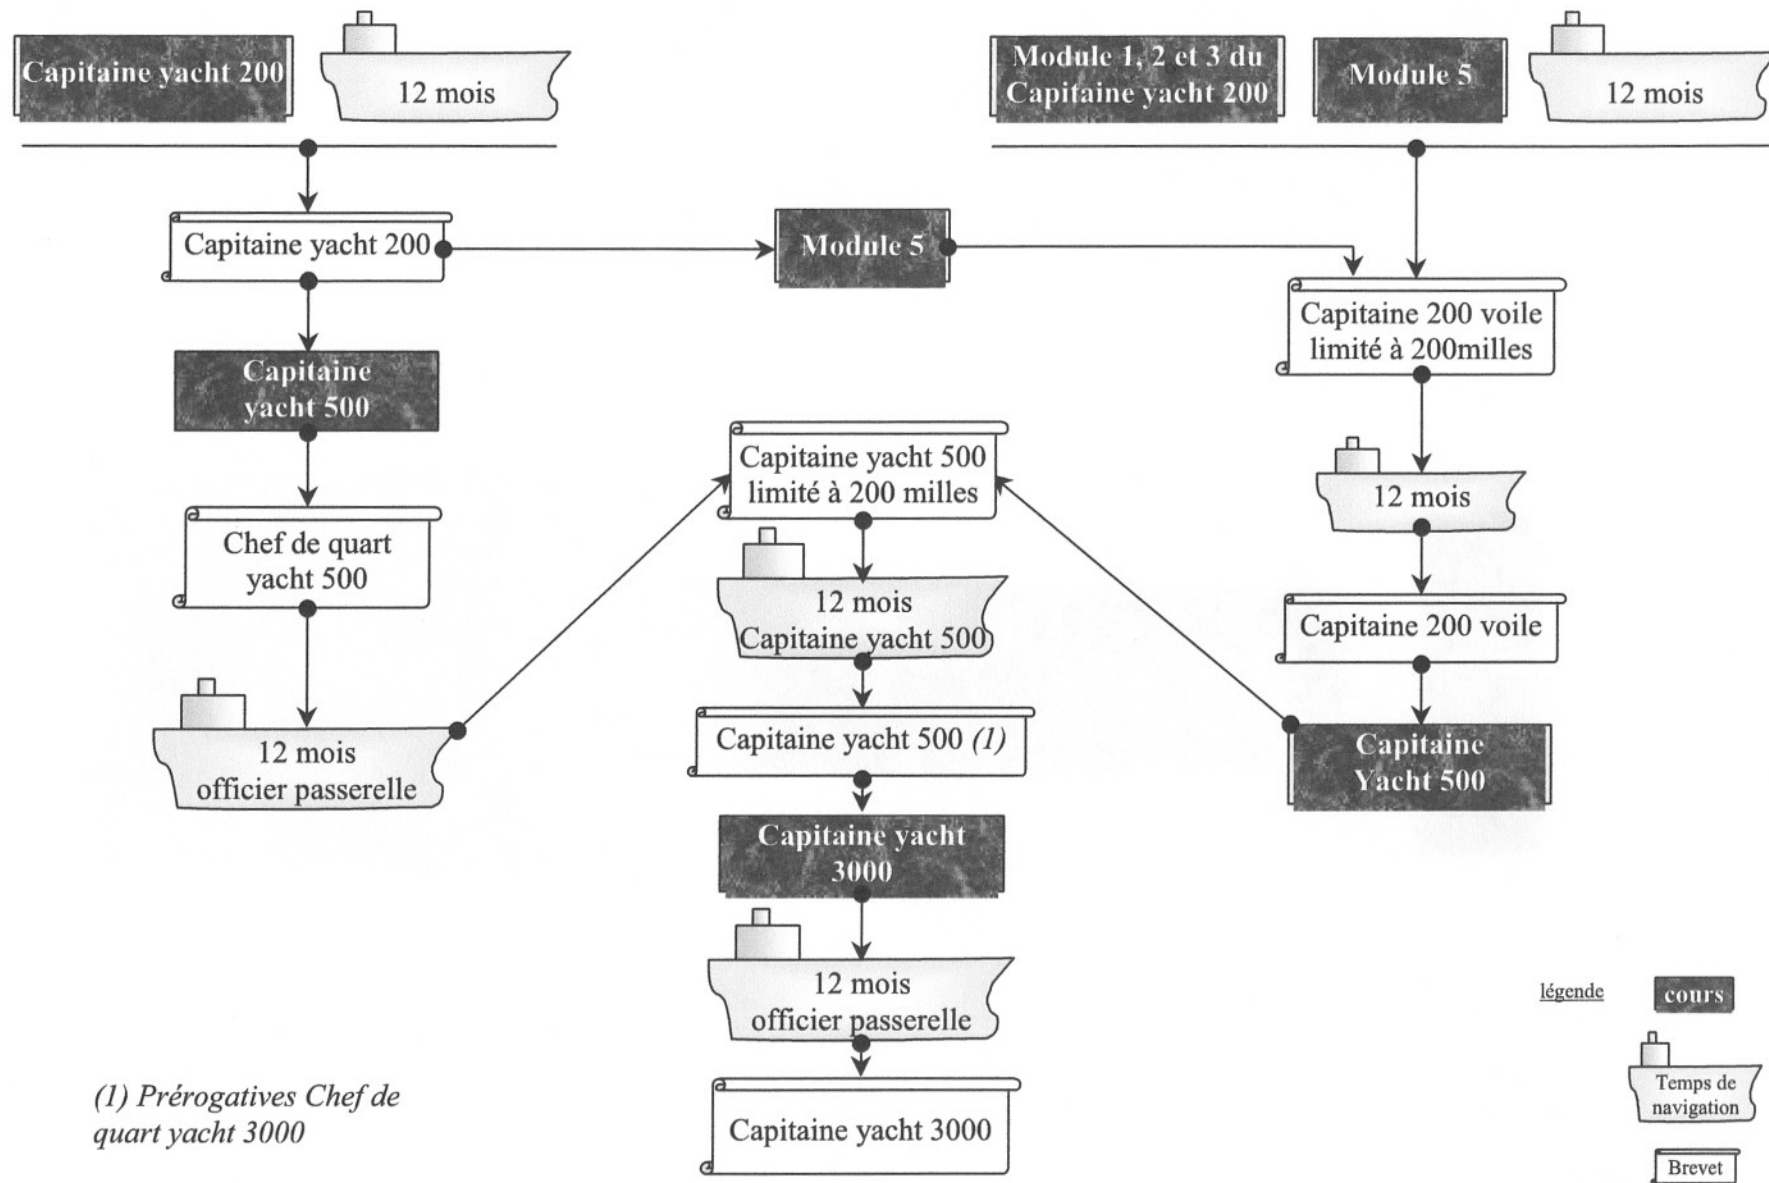 Capitaine yacht 200
12 mois
Module 1, 2 et 3 du
Capitaine yacht 200
Module 5
12 mois
Capitaine yacht 200
Module 5
Capitaine 200 voile
limité à 200milles
Capitaine
yacht 500
Capitaine yacht 500
limité à 200 milles
12 mois
Chef de quart
yacht 500
12 mois
Capitaine yacht 500
Capitaine 200 voile
12 mois
officier passerelle
Capitaine yacht 500 (1)
Capitaine
Yacht 500
Capitaine yacht
3000
12 mois
officier passerelle
Capitaine yacht 3000
(1) Prérogatives Chef de
quart yacht 3000
légende
cours
Temps de
navigation
Brevet